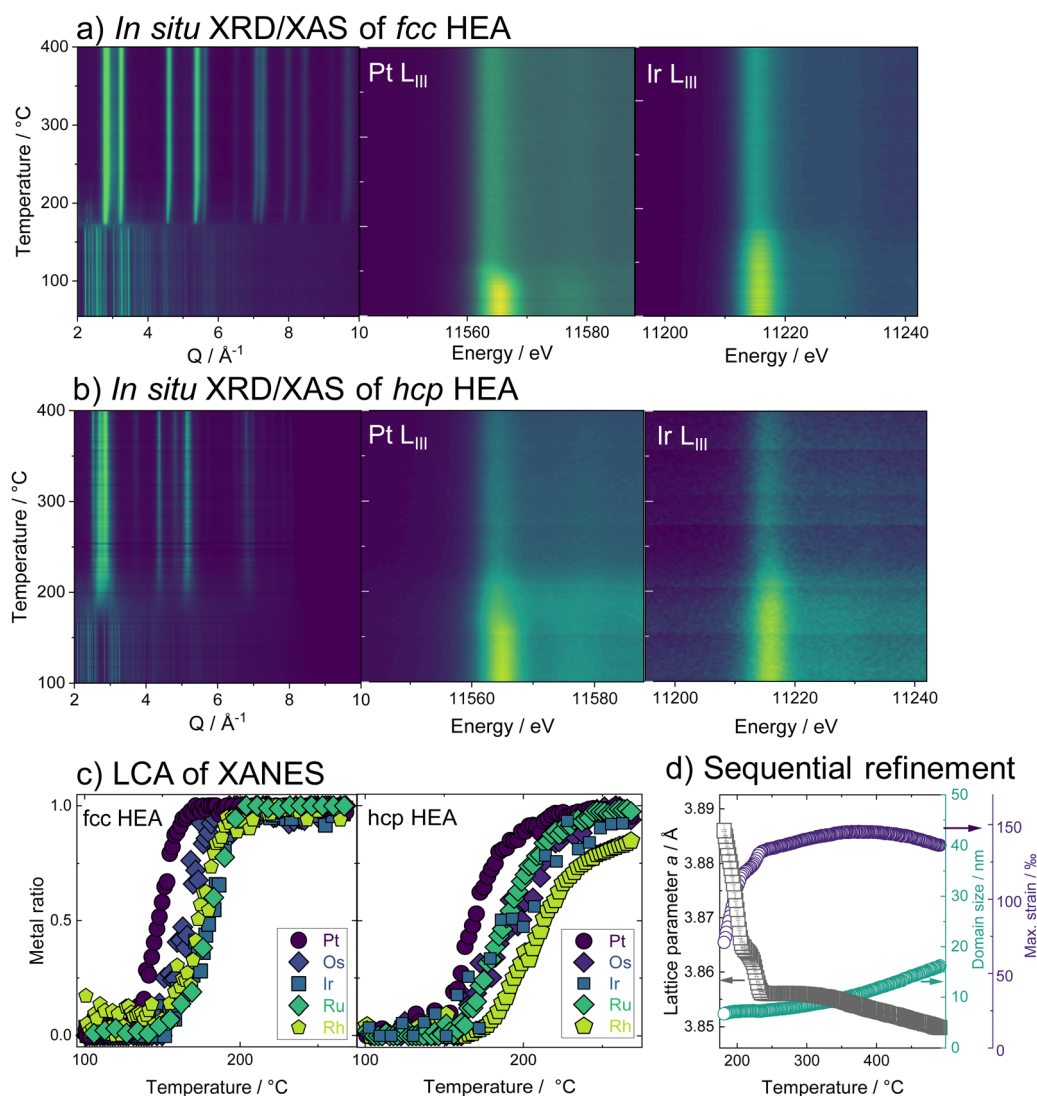 a) In situ XRD/XAS of fcc HEA
Temperature / °C
400
300
200
100
Pt LIII
Ir LIII
2 4 6 8 10
11560 11580
11200 11220 11240
Q / Å-1
Energy / eV
Energy / eV
b) In situ XRD/XAS of hcp HEA
Temperature / °C
400
300
200
100
Pt LIII
Ir LIII
2 4 6 8 10
11560 11580
11200 11220 11240
Q / Å-1
Energy / eV
Energy / eV
c) LCA of XANES
Metal ratio
1.0
0.5
0.0
fcc HEA
Pt
Os
Ir
Ru
Rh
100 200
Temperature / °C
hcp HEA
Pt
Os
Ir
Ru
Rh
100 200
Temperature / °C
d) Sequential refinement
Lattice parameter a / Å
3.89
3.88
3.87
3.86
3.85
200 300 400
Temperature / °C
50
40
30
20
10
0
Domain size / nm
150
100
50
0
Max. strain / ‱